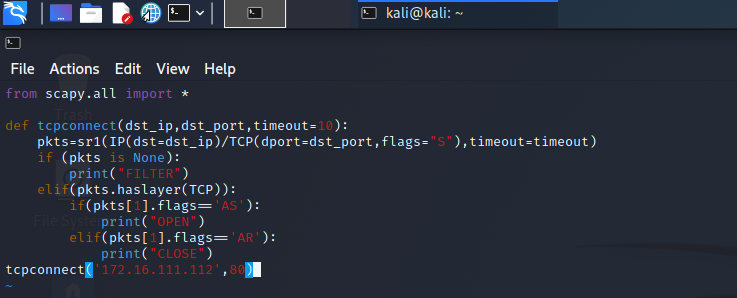 kali@kali: ~
File Actions Edit View Help
from scapy.all import *
def tcpconnect(dst_ip,dst_port,timeout=10):
    pkts=sr1(IP(dst=dst_ip)/TCP(dport=dst_port,flags="S"),timeout=timeout)
    if (pkts is None):
        print("FILTER")
    elif(pkts.haslayer(TCP)):
        if(pkts[1].flags=='AS'):
            print("OPEN")
        elif(pkts[1].flags=='AR'):
            print("CLOSE")
tcpconnect('172.16.111.112',80)
~
Trash
File System